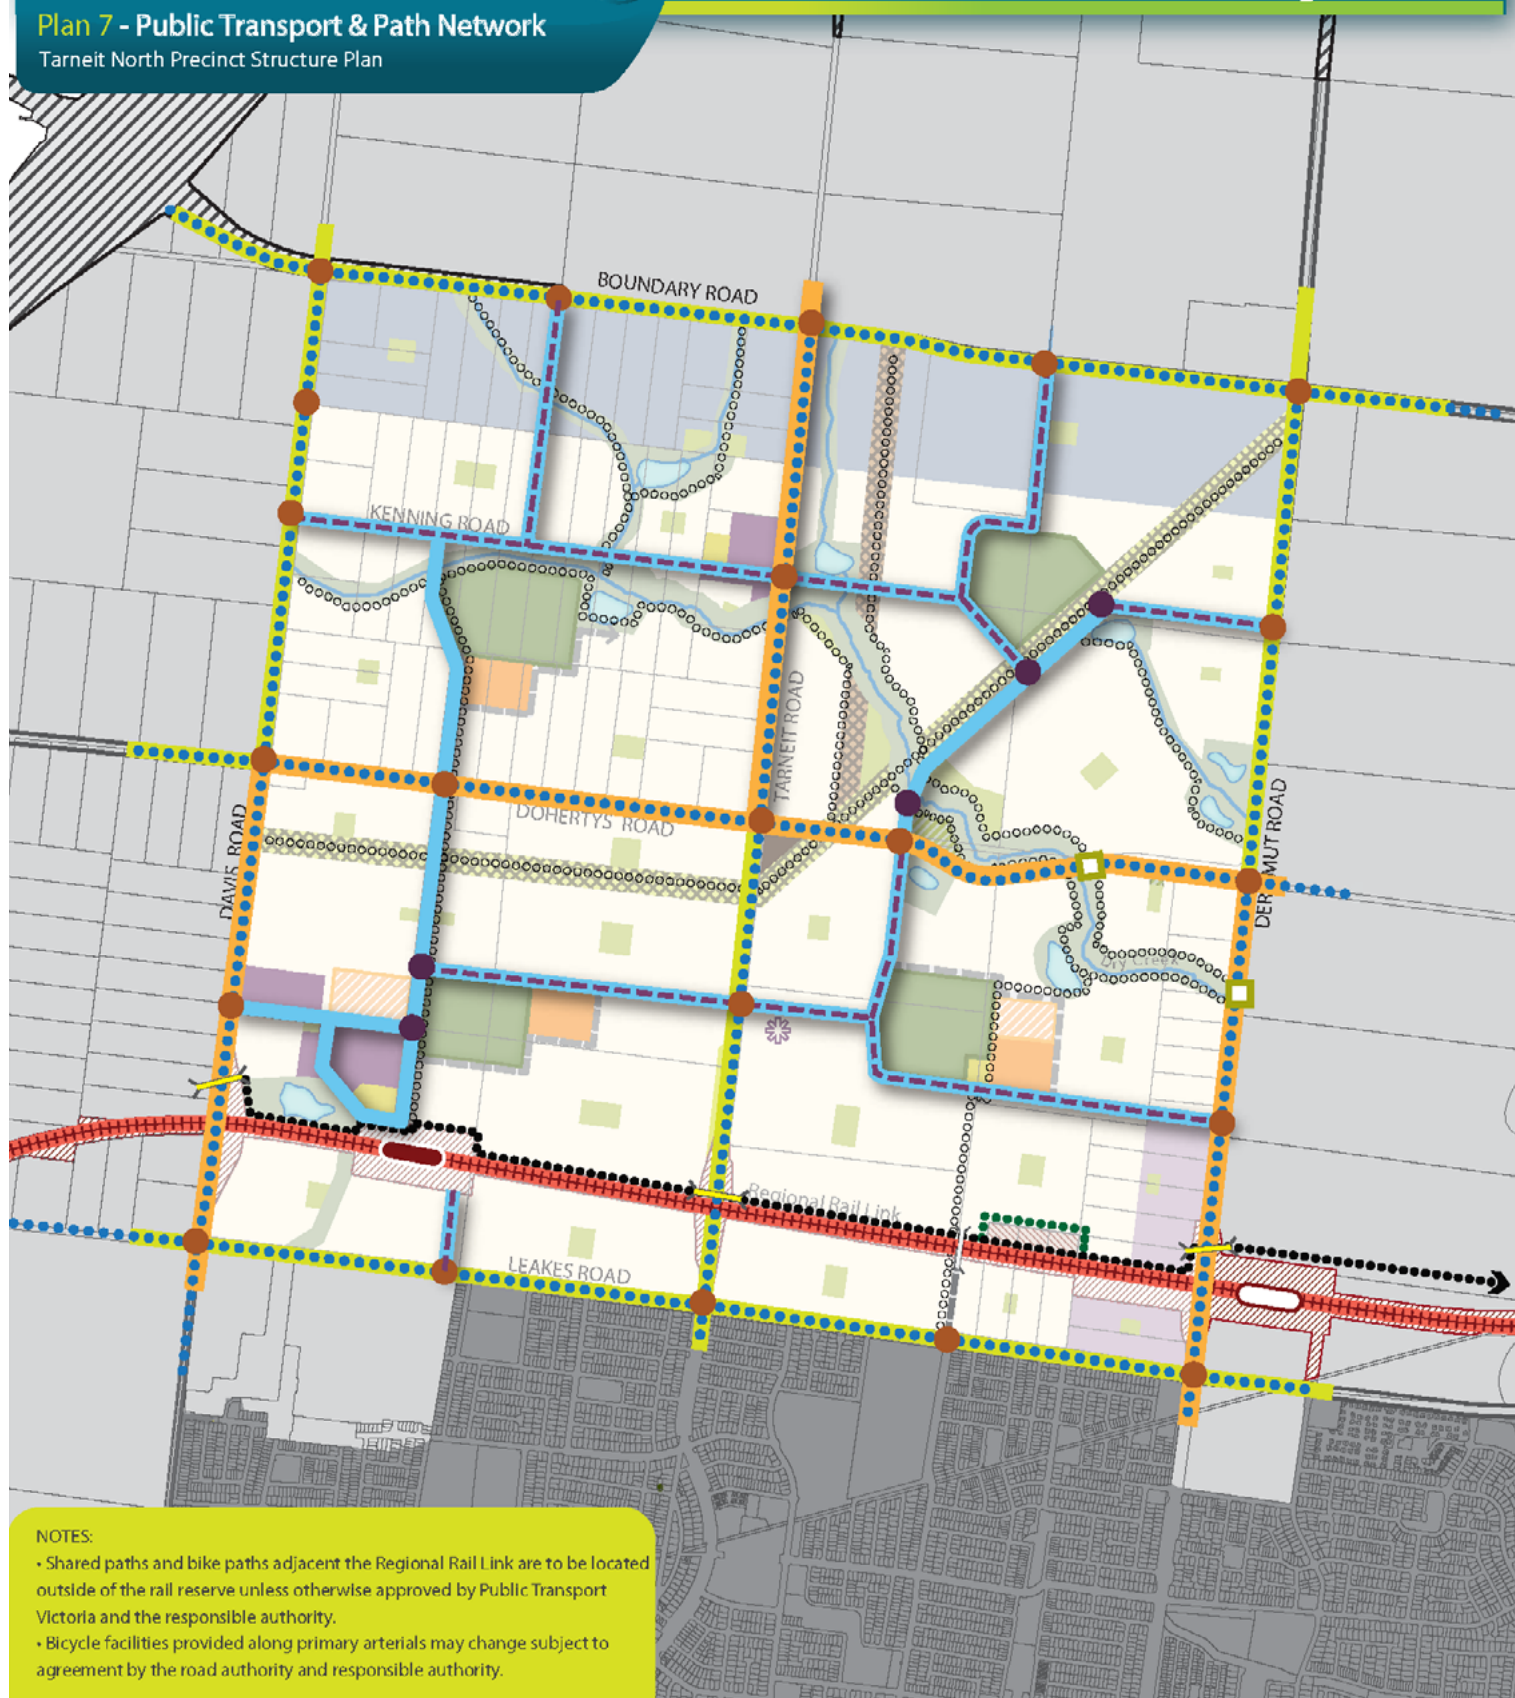 Plan 7 - Public Transport & Path Network
Tarneit North Precinct Structure Plan
BOUNDARY ROAD
KENNING ROAD
TARNEIT ROAD
DOHERTYS ROAD
DAVIS ROAD
DERRIMUT ROAD
Dry Creek
Regional Rail Link
LEAKES ROAD
NOTES:
• Shared paths and bike paths adjacent the Regional Rail Link are to be located
outside of the rail reserve unless otherwise approved by Public Transport
Victoria and the responsible authority.
• Bicycle facilities provided along primary arterials may change subject to
agreement by the road authority and responsible authority.